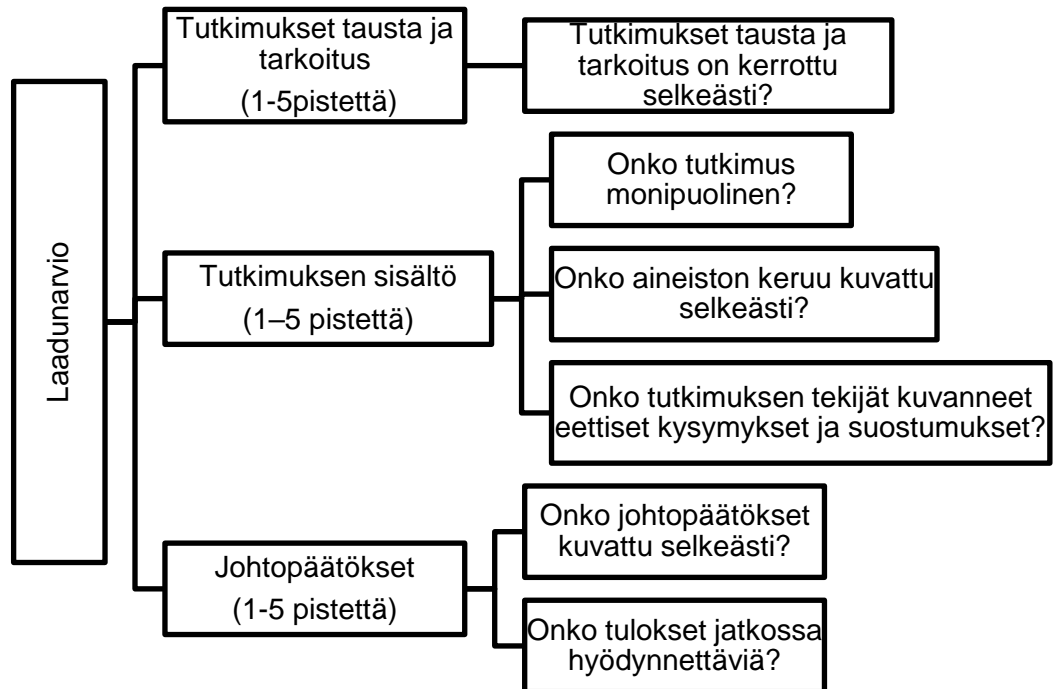 Laadunarvio
Tutkimukset tausta ja
tarkoitus
(1-5pistettä)
Tutkimukset tausta ja
tarkoitus on kerrottu
selkeästi?
Tutkimuksen sisältö
(1–5 pistettä)
Onko tutkimus
monipuolinen?
Onko aineiston keruu kuvattu
selkeästi?
Onko tutkimuksen tekijät kuvanneet
eettiset kysymykset ja suostumukset?
Johtopäätökset
(1-5 pistettä)
Onko johtopäätökset
kuvattu selkeästi?
Onko tulokset jatkossa
hyödynnettäviä?